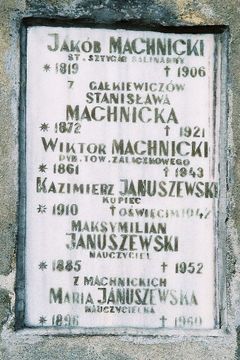 JAKÓB MACHNICKI
ST. SZTYGAR SALINARNY
* 1819 † 1906
Z GAŁKIEWICZÓW
STANISŁAWA
MACHNICKA
* 1872 † 1921
WIKTOR MACHNICKI
DYR. TOW. ZALICZKOWEGO
* 1861 † 1943
KAZIMIERZ JANUSZEWSKI
KUPIEC
* 1910 † OŚWIĘCIM 1942
MAKSYMILIAN
JANUSZEWSKI
NAUCZYCIEL
* 1885 † 1952
Z MACHNICKICH
MARIA JANUSZEWSKA
NAUCZYCIELKA
* 1896 † 1960